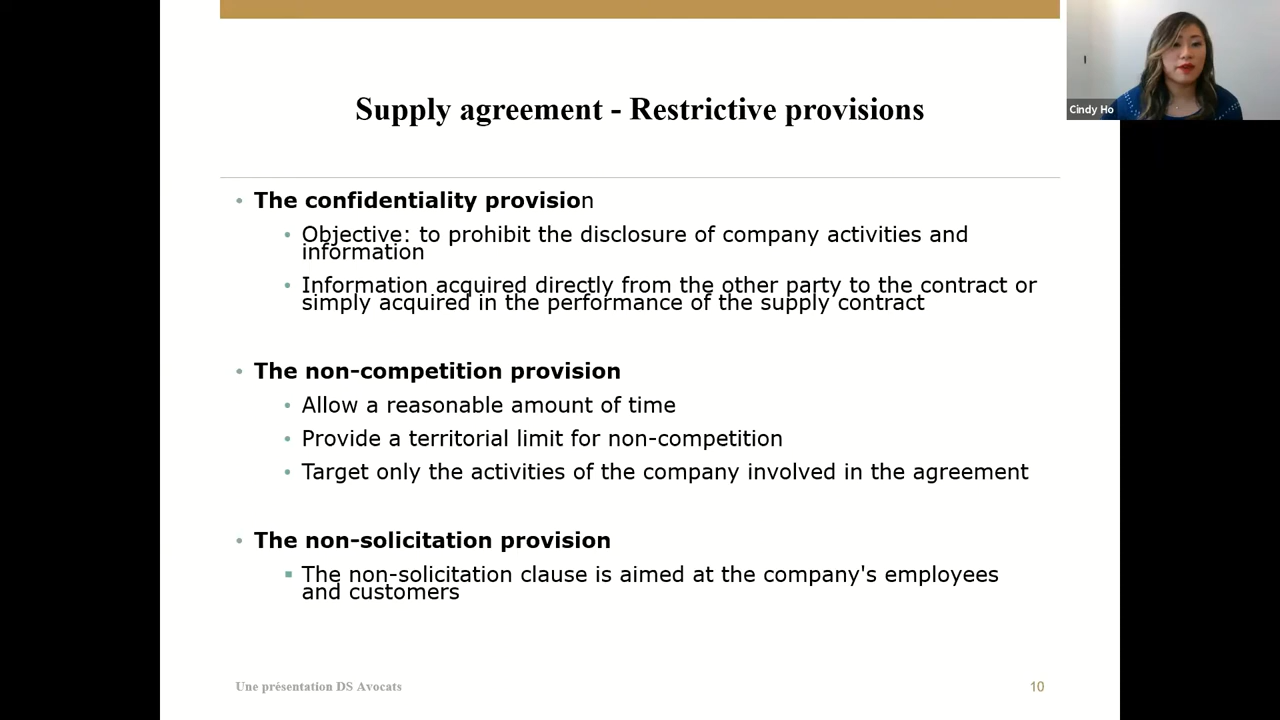 Supply agreement - Restrictive provisions
Cindy Ho
• The confidentiality provision
• Objective: to prohibit the disclosure of company activities and
information
• Information acquired directly from the other party to the contract or
simply acquired in the performance of the supply contract
• The non-competition provision
• Allow a reasonable amount of time
• Provide a territorial limit for non-competition
• Target only the activities of the company involved in the agreement
• The non-solicitation provision
▪ The non-solicitation clause is aimed at the company's employees
and customers
Une présentation DS Avocats
10